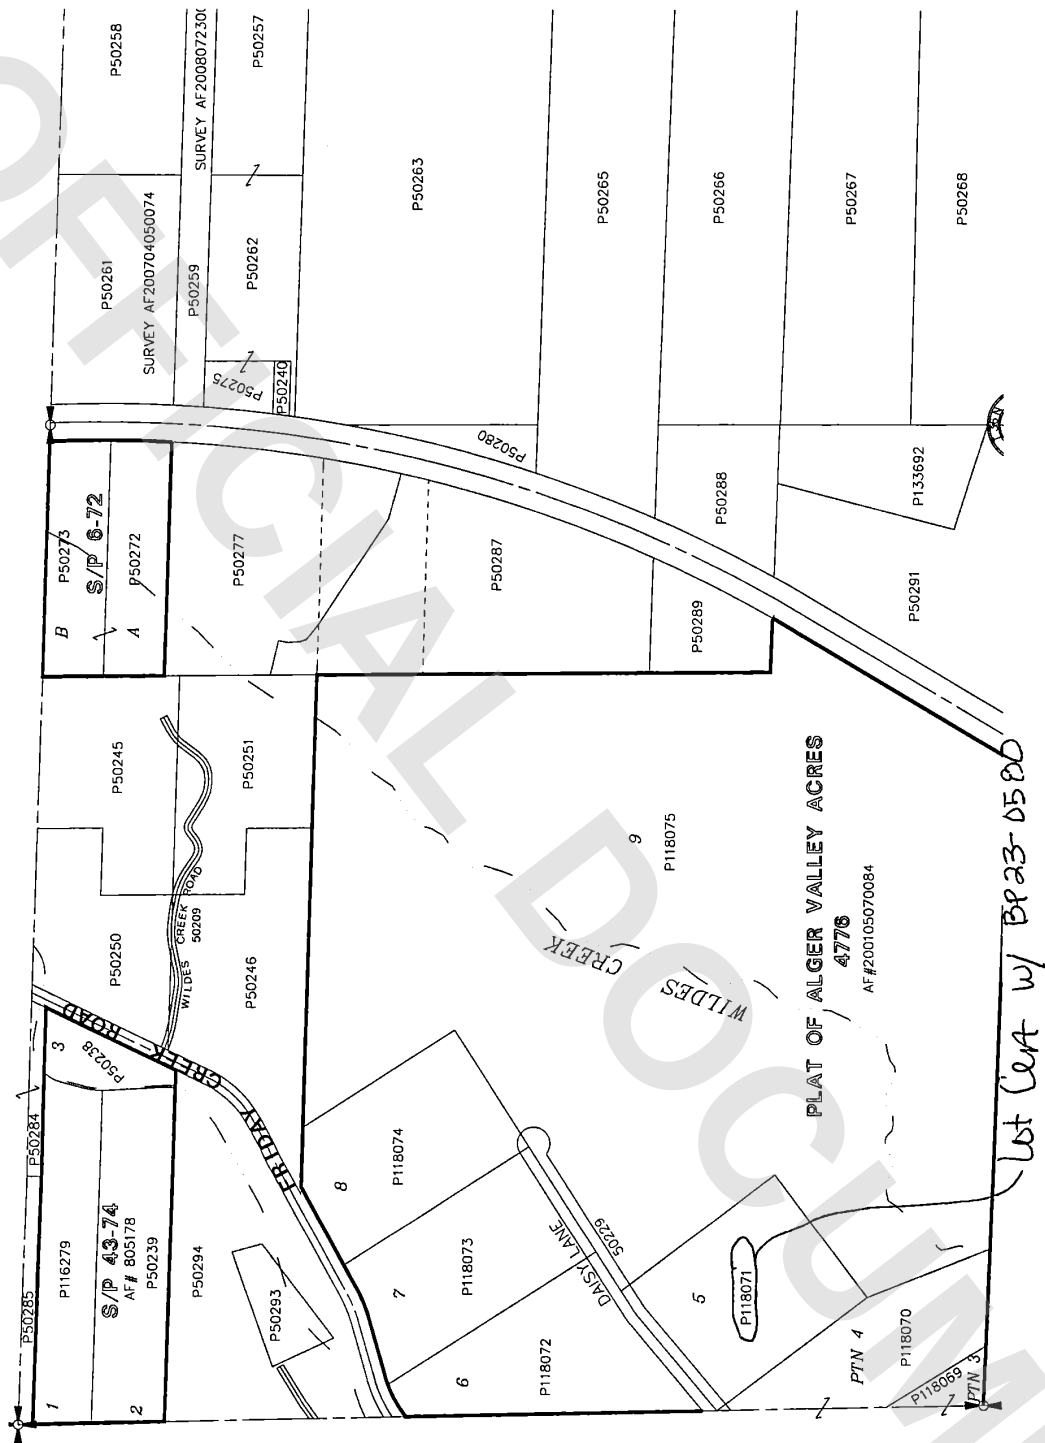 P50258
P50257
SURVEY AF2008072300
P50261
SURVEY AF200704050074
P50259
P50262
P50263
P50265
P50266
P50267
P50268
P50275
P50240
P50280
P50273
S/P 6-72
P50272
B
A
P50277
P50287
P50288
P50289
P133692
P50291
P50245
P50251
P50250
P50246
WILDES CREEK ROAD
50209
FRIDAY CREEK ROAD
3
P50238
P50284
P50285
P116279
S/P 43-74
AF# 805178
P50239
1
2
P50294
P50293
8
P118074
7
P118073
6
P118072
DAISY LANE
50229
5
P118071
PTN 4
P118070
P118069
PTN 3
9
P118075
WILDES CREEK
PLAT OF ALGER VALLEY ACRES
4776
AF#200105070084
Lot Cert w/ BP23-0580
OFFICIAL DOCUM